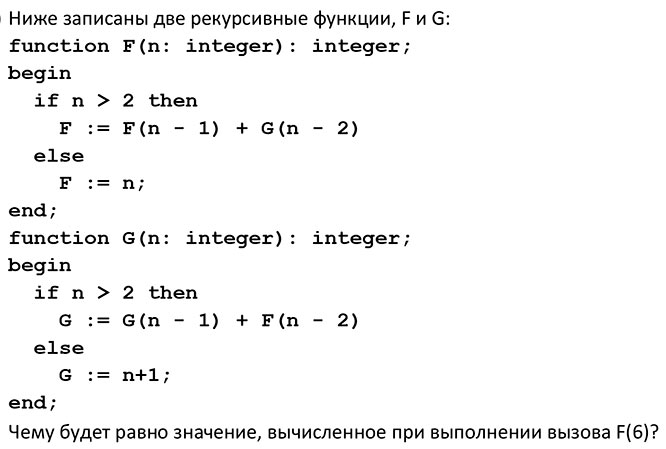 Ниже записаны две рекурсивные функции, F и G:
function F(n: integer): integer;
begin
if n > 2 then
F := F(n - 1) + G(n - 2)
else
F := n;
end;
function G(n: integer): integer;
begin
if n > 2 then
G := G(n - 1) + F(n - 2)
else
G := n+1;
end;
Чему будет равно значение, вычисленное при выполнении вызова F(6)?